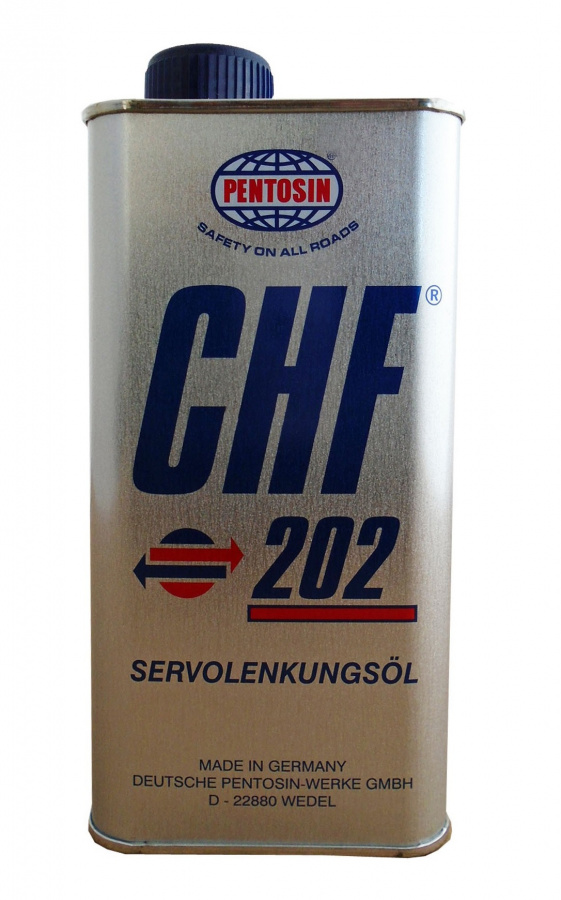 PENTOSIN®
SAFETY ON ALL ROADS
CHF®
202
SERVOLENKUNGSÖL
MADE IN GERMANY
DEUTSCHE PENTOSIN-WERKE GMBH
D - 22880 WEDEL